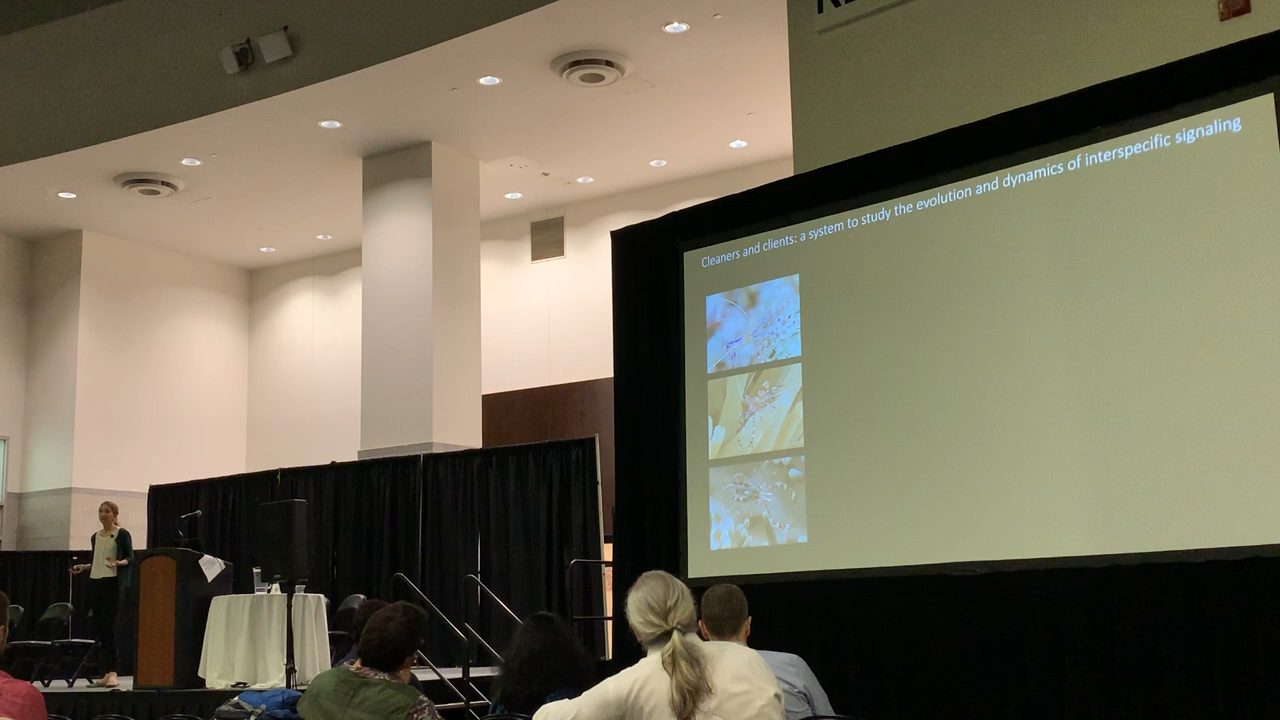 Cleaners and clients: a system to study the evolution and dynamics of interspecific signaling